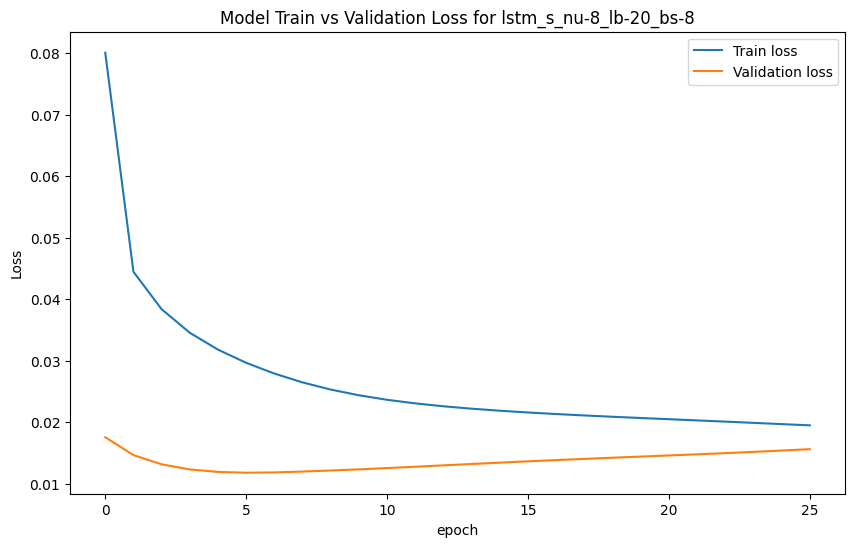 Model Train vs Validation Loss for lstm_s_nu-8_lb-20_bs-8
Train loss
Validation loss
0.08
0.07
0.06
0.05
0.04
0.03
0.02
0.01
Loss
0
5
10
15
20
25
epoch